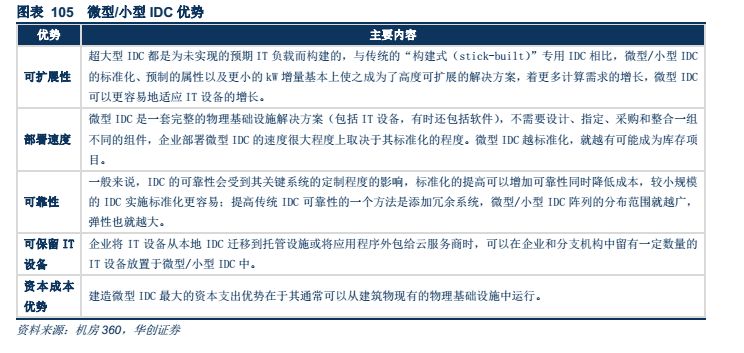 图表 105 微型/小型 IDC 优势
优势 主要内容
可扩展性
超大型 IDC 都是为未实现的预期 IT 负载而构建的，与传统的“构建式（stick-built）”专用 IDC 相比，微型/小型 IDC
的标准化、预制的属性以及更小的 kW 增量基本上使之成为了高度可扩展的解决方案，着更多计算需求的增长，微型 IDC
可以更容易地适应 IT 设备的增长。
部署速度
微型 IDC 是一套完整的物理基础设施解决方案（包括 IT 设备，有时还包括软件），不需要设计、指定、采购和整合一组
不同的组件，企业部署微型 IDC 的速度很大程度上取决于其标准化的程度。微型 IDC 越标准化，就越有可能成为库存项
目。
可靠性
一般来说，IDC 的可靠性会受到其关键系统的定制程度的影响，标准化的提高可以增加可靠性同时降低成本，较小规模
的 IDC 实施标准化更容易；提高传统 IDC 可靠性的一个方法是添加冗余系统，微型/小型 IDC 阵列的分布范围就越广，
弹性也就越大。
可保留 IT
设备
企业将 IT 设备从本地 IDC 迁移到托管设施或将应用程序外包给云服务商时，可以在企业和分支机构中留有一定数量的
IT 设备放置于微型/小型 IDC 中。
资本成本
优势
建造微型 IDC 最大的资本支出优势在于其通常可以从建筑物现有的物理基础设施中运行。
资料来源：机房 360，华创证券